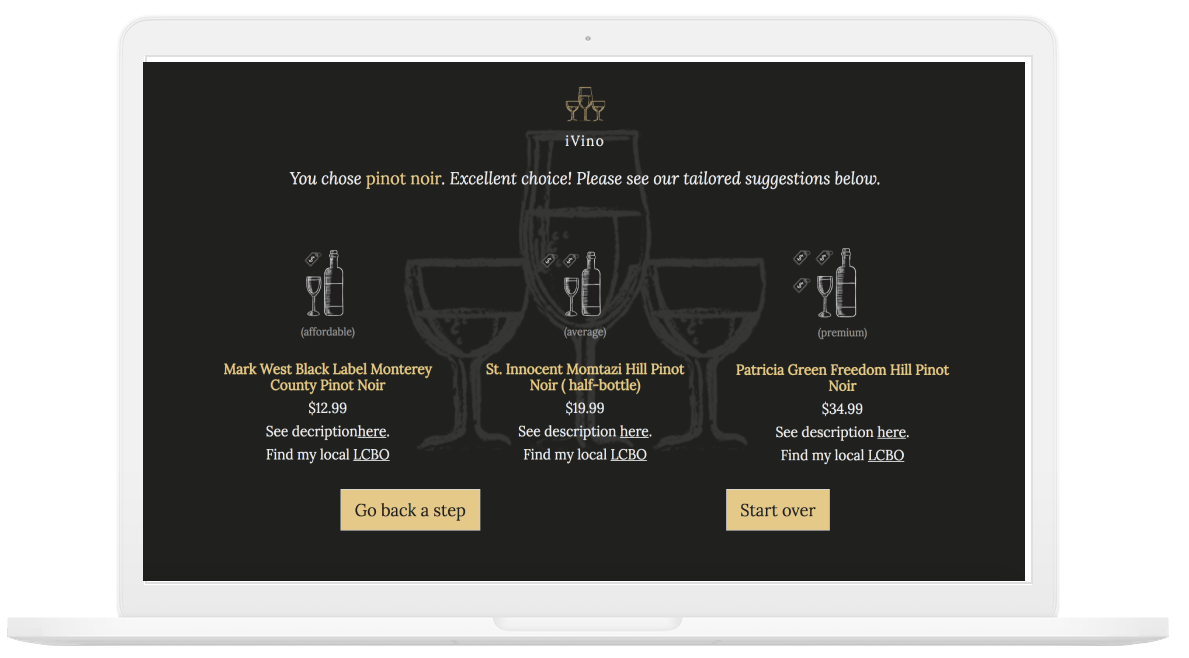 iVino
You chose pinot noir. Excellent choice! Please see our tailored suggestions below.
(affordable)
Mark West Black Label Monterey
County Pinot Noir
$12.99
See decriptionhere.
Find my local LCBO
(average)
St. Innocent Momtazi Hill Pinot
Noir ( half-bottle)
$19.99
See description here.
Find my local LCBO
(premium)
Patricia Green Freedom Hill Pinot
Noir
$34.99
See description here.
Find my local LCBO
Go back a step
Start over